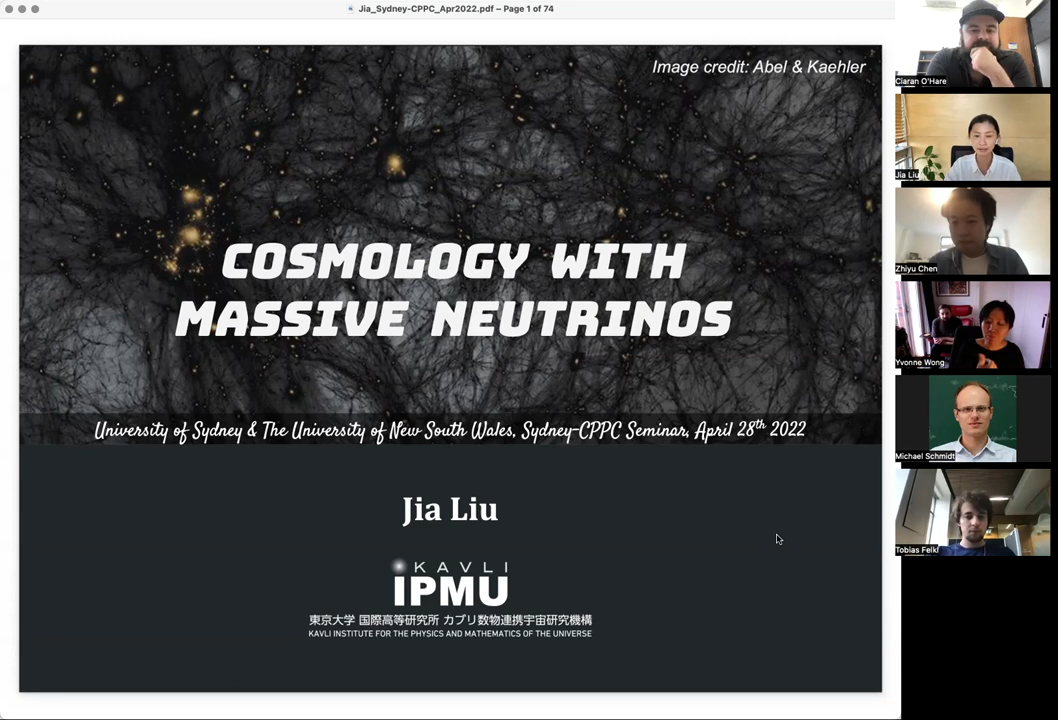 Jia_Sydney-CPPC_Apr2022.pdf – Page 1 of 74
Image credit: Abel & Kaehler
COSMOLOGY WITH
MASSIVE NEUTRINOS
University of Sydney & The University of New South Wales, Sydney-CPPC Seminar, April 28th 2022
Jia Liu
KAVLI
IPMU
東京大学 国際高等研究所 カブリ数物連携宇宙研究機構
KAVLI INSTITUTE FOR THE PHYSICS AND MATHEMATICS OF THE UNIVERSE
Ciaran O'Hare
Jia Liu
Zhiyu Chen
Yvonne Wong
Michael Schmidt
Tobias Felkl